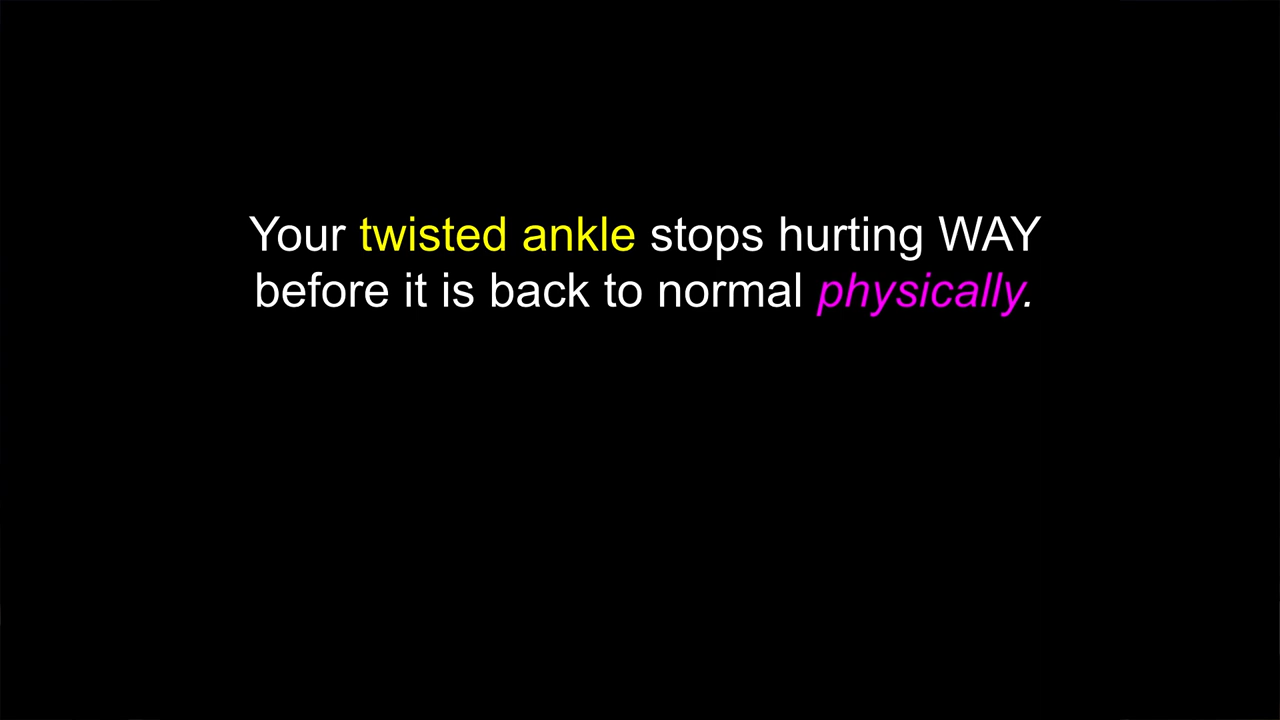 Your twisted ankle stops hurting WAY
before it is back to normal physically.